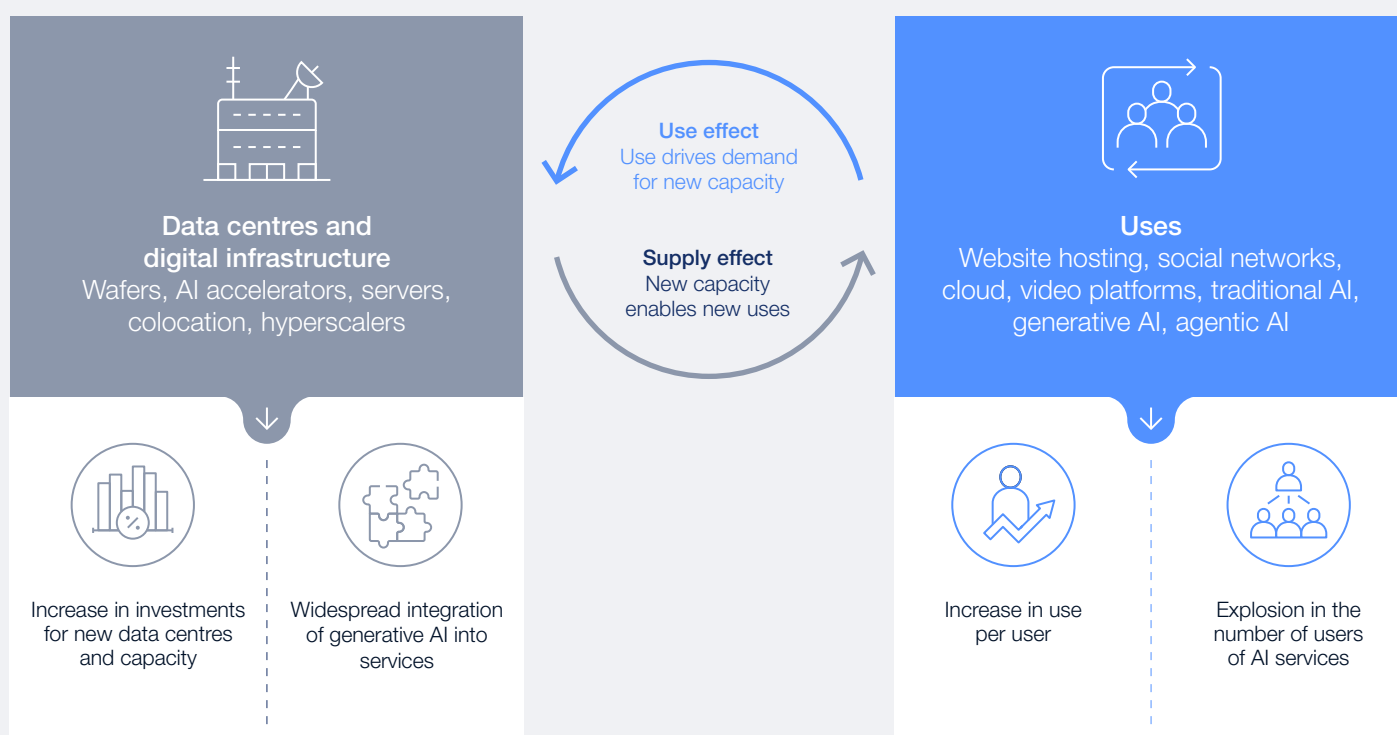 Data centres and
digital infrastructure
Wafers, AI accelerators, servers,
colocation, hyperscalers
Increase in investments
for new data centres
and capacity
Widespread integration
of generative AI into
services
Use effect
Use drives demand
for new capacity
Supply effect
New capacity
enables new uses
Uses
Website hosting, social networks,
cloud, video platforms, traditional AI,
generative AI, agentic AI
Increase in use
per user
Explosion in the
number of users
of AI services